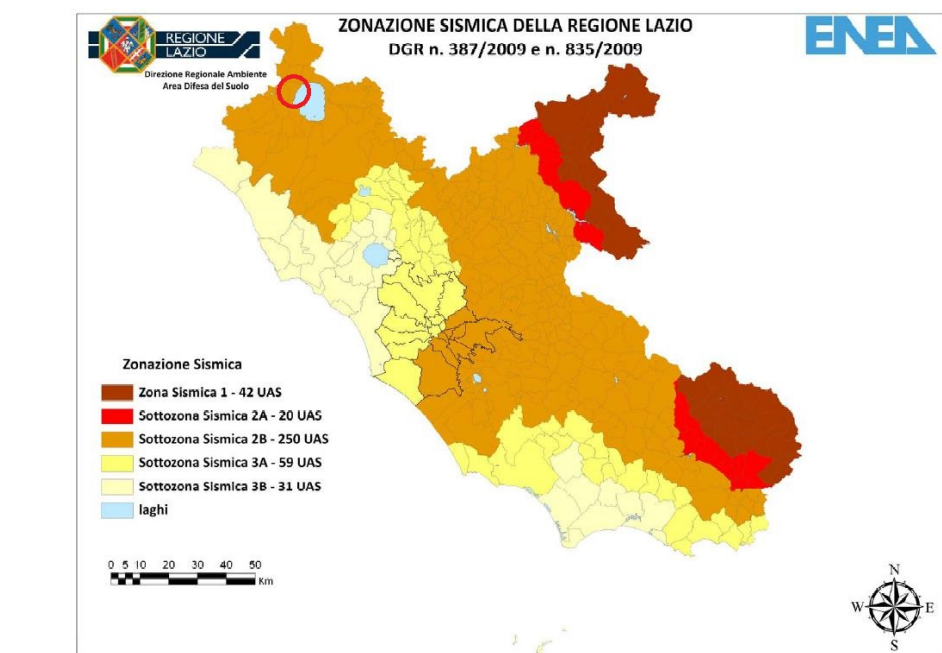 ZONAZIONE SISMICA DELLA REGIONE LAZIO
DGR n. 387/2009 e n. 835/2009
REGIONE
LAZIO
Direzione Regionale Ambiente
Area Difesa del Suolo
ENEA
Zonazione Sismica
Zona Sismica 1 - 42 UAS
Sottozona Sismica 2A - 20 UAS
Sottozona Sismica 2B - 250 UAS
Sottozona Sismica 3A - 59 UAS
Sottozona Sismica 3B - 31 UAS
laghi
0 5 10 20 30 40 50
Km
N
W E
S